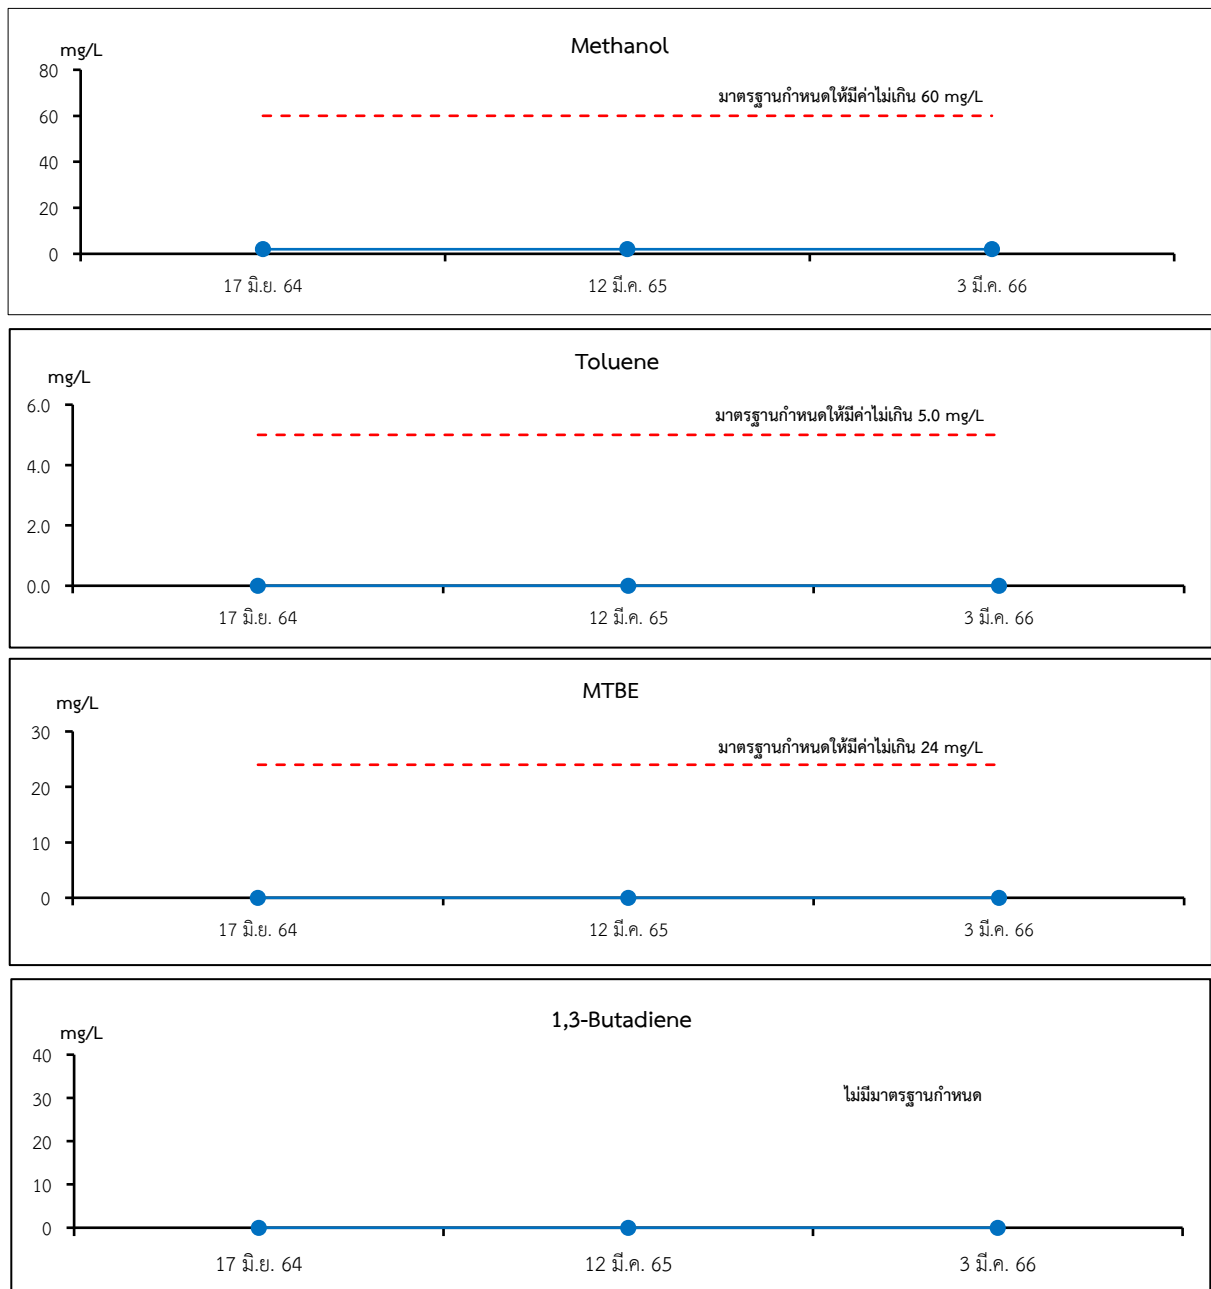 Methanol
mg/L
80
มาตรฐานกำหนดให้มีค่าไม่เกิน 60 mg/L
60
40
20
0
17 มิ.ย. 64 12 มี.ค. 65 3 มี.ค. 66
Toluene
mg/L
6.0
มาตรฐานกำหนดให้มีค่าไม่เกิน 5.0 mg/L
4.0
2.0
0.0
17 มิ.ย. 64 12 มี.ค. 65 3 มี.ค. 66
MTBE
mg/L
30
มาตรฐานกำหนดให้มีค่าไม่เกิน 24 mg/L
20
10
0
17 มิ.ย. 64 12 มี.ค. 65 3 มี.ค. 66
1,3-Butadiene
mg/L
40
ไม่มีมาตรฐานกำหนด
30
20
10
0
17 มิ.ย. 64 12 มี.ค. 65 3 มี.ค. 66